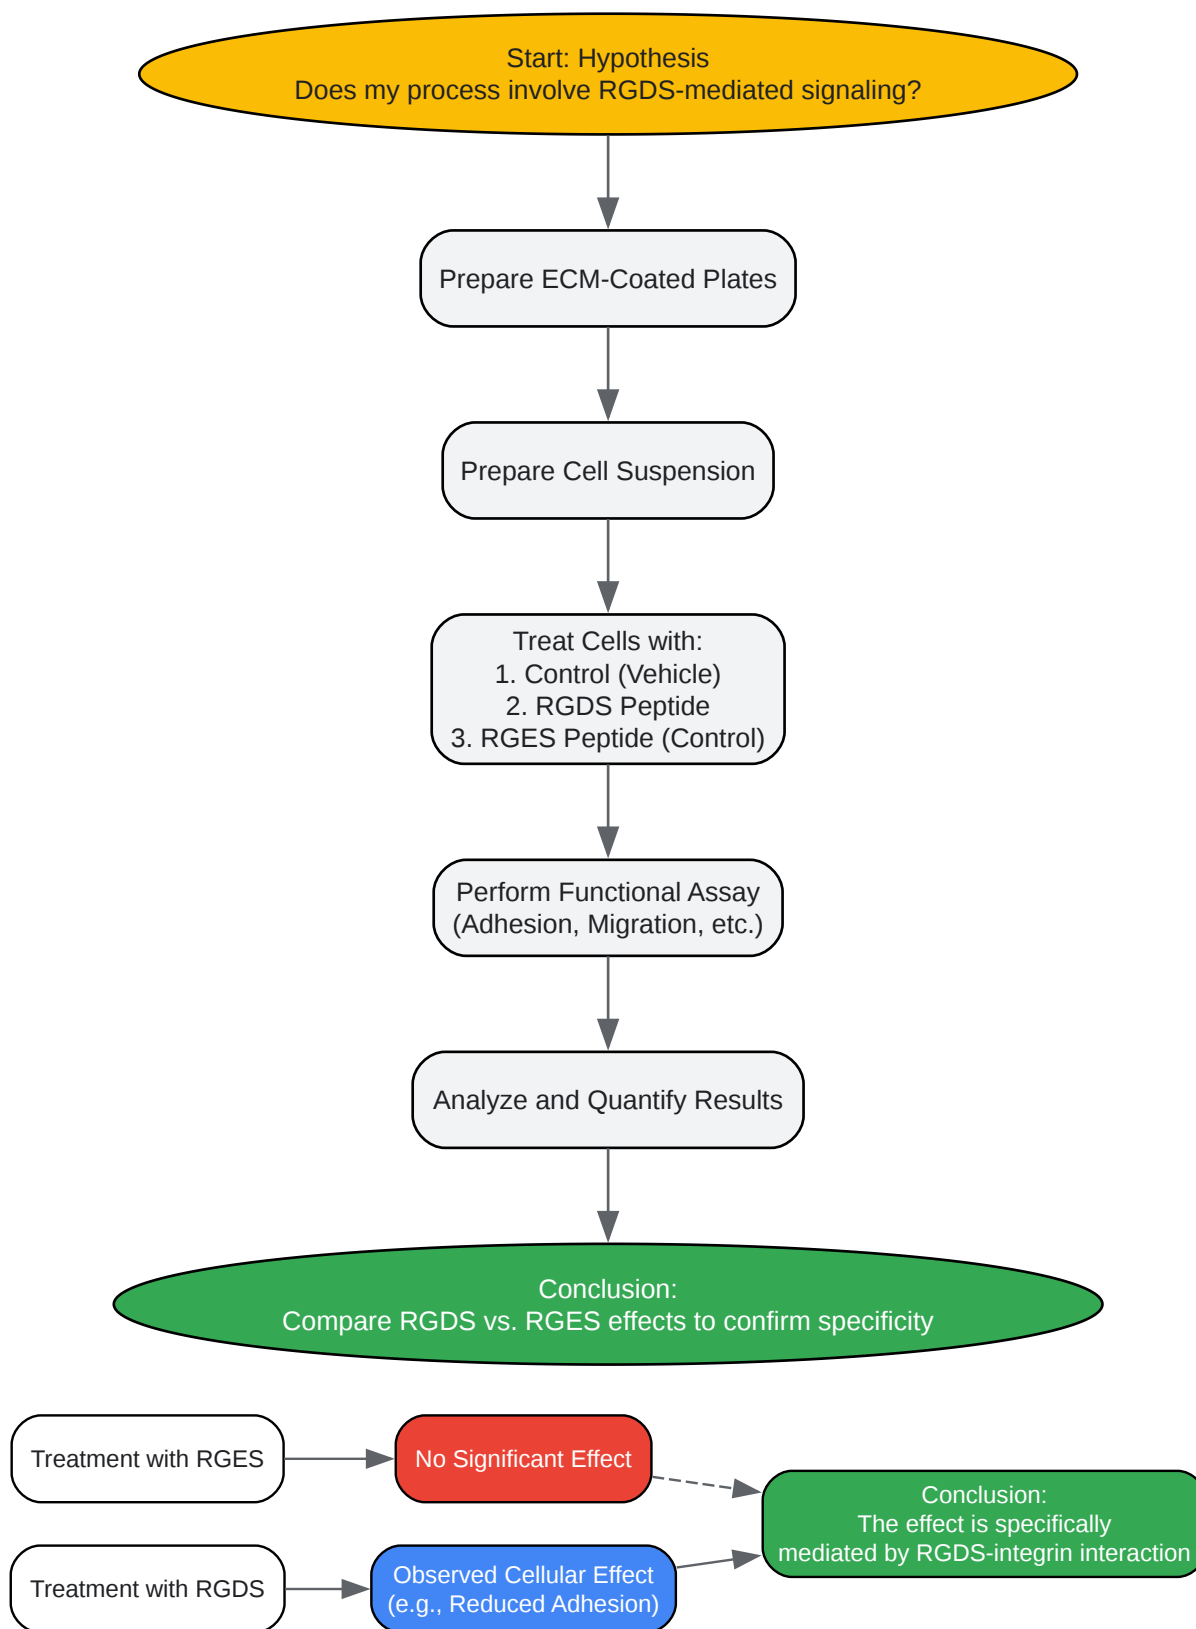 Start: Hypothesis
Does my process involve RGDS-mediated signaling?
Prepare ECM-Coated Plates
Prepare Cell Suspension
Treat Cells with:
1. Control (Vehicle)
2. RGDS Peptide
3. RGES Peptide (Control)
Perform Functional Assay
(Adhesion, Migration, etc.)
Analyze and Quantify Results
Conclusion:
Compare RGDS vs. RGES effects to confirm specificity
Treatment with RGES
No Significant Effect
Treatment with RGDS
Observed Cellular Effect
(e.g., Reduced Adhesion)
Conclusion:
The effect is specifically
mediated by RGDS-integrin interaction